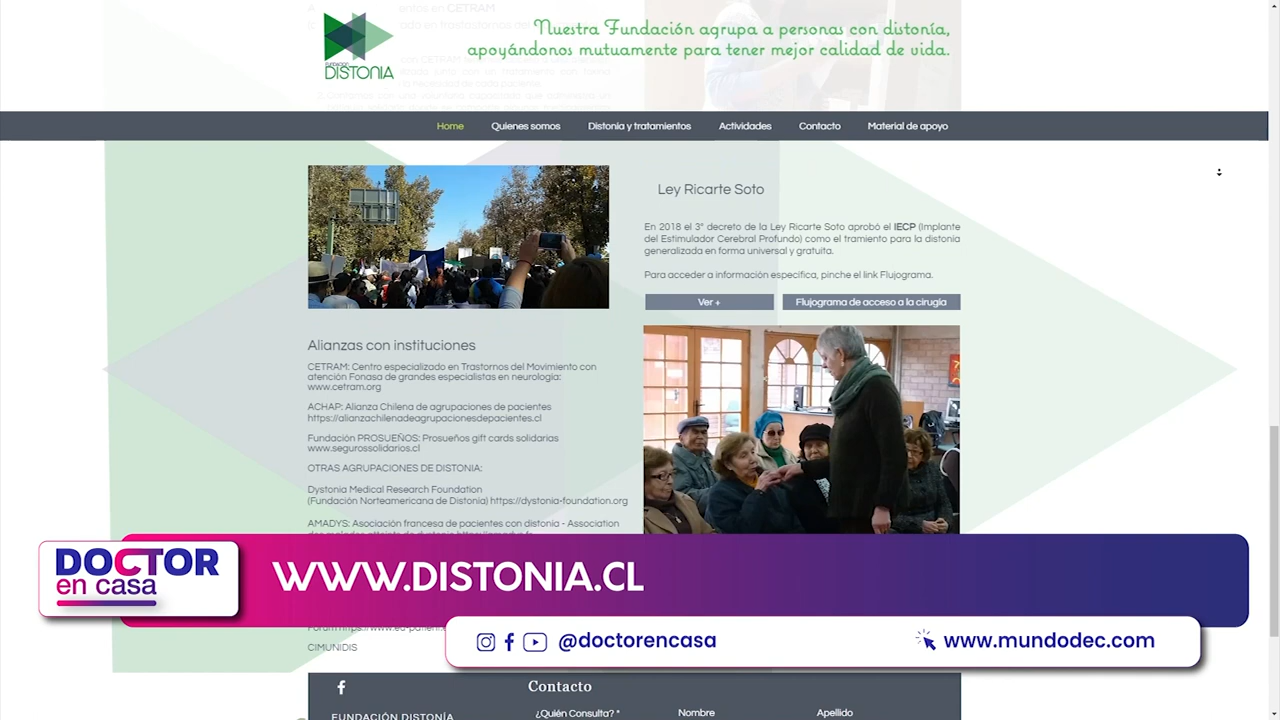 Fundación
DISTONIA
Nuestra Fundación agrupa a personas con distonía,
apoyándonos mutuamente para tener mejor calidad de vida.
Home
Quienes somos
Distonia y tratamientos
Actividades
Contacto
Material de apoyo
Ley Ricarte Soto
En 2018 el 3° decreto de la Ley Ricarte Soto aprobó el IECP (Implante
del Estimulador Cerebral Profundo) como el tramiento para la distonía
generalizada en forma universal y gratuita.
Para acceder a información específica, pinche el link Flujograma.
Ver +
Flujograma de acceso a la cirugía
Alianzas con instituciones
CETRAM: Centro especializado en Trastornos del Movimiento con
atención Fonasa de grandes especialistas en neurología:
www.cetram.org
ACHAP: Alianza Chilena de agrupaciones de pacientes
https://alianzachilenadeagrupacionesdepacientes.cl
Fundación PROSUEÑOS: Prosueños gift cards solidarias
www.segurossolidarios.cl
OTRAS AGRUPACIONES DE DISTONIA:
Dystonia Medical Research Foundation
(Fundación Norteamericana de Distonía) https://dystonia-foundation.org
AMADYS: Asociación francesa de pacientes con distonía - Association
DOCTOR
en casa
WWW.DISTONIA.CL
@doctorencasa
www.mundodec.com
CIMUNIDIS
Contacto
FUNDACIÓN DISTONÍA
¿Quién Consulta? *
Nombre
Apellido